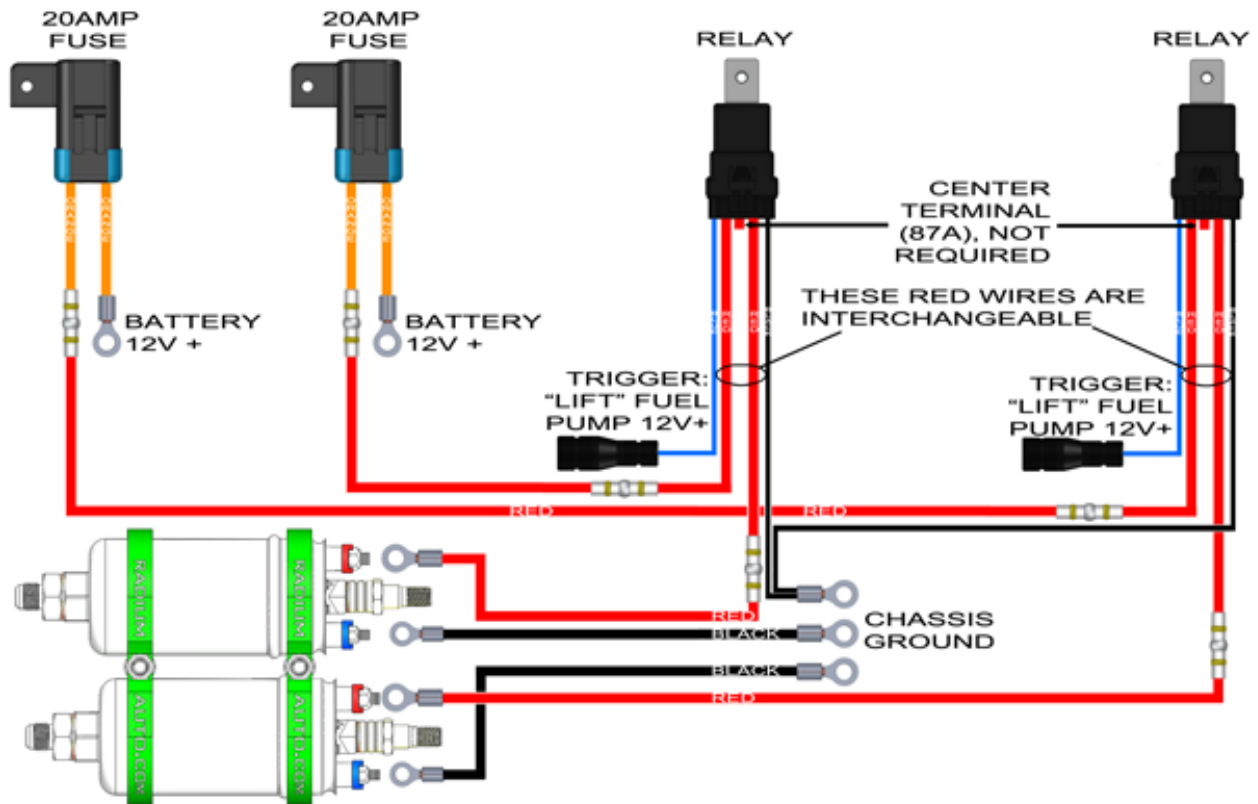 20AMP
FUSE
20AMP
FUSE
RELAY
RELAY
CENTER
TERMINAL
(87A), NOT
REQUIRED
BATTERY
12V +
BATTERY
12V +
THESE RED WIRES ARE
INTERCHANGEABLE
TRIGGER:
"LIFT" FUEL
PUMP 12V+
TRIGGER:
"LIFT" FUEL
PUMP 12V+
RED
RED
RED
BLACK
CHASSIS
GROUND
BLACK
RED